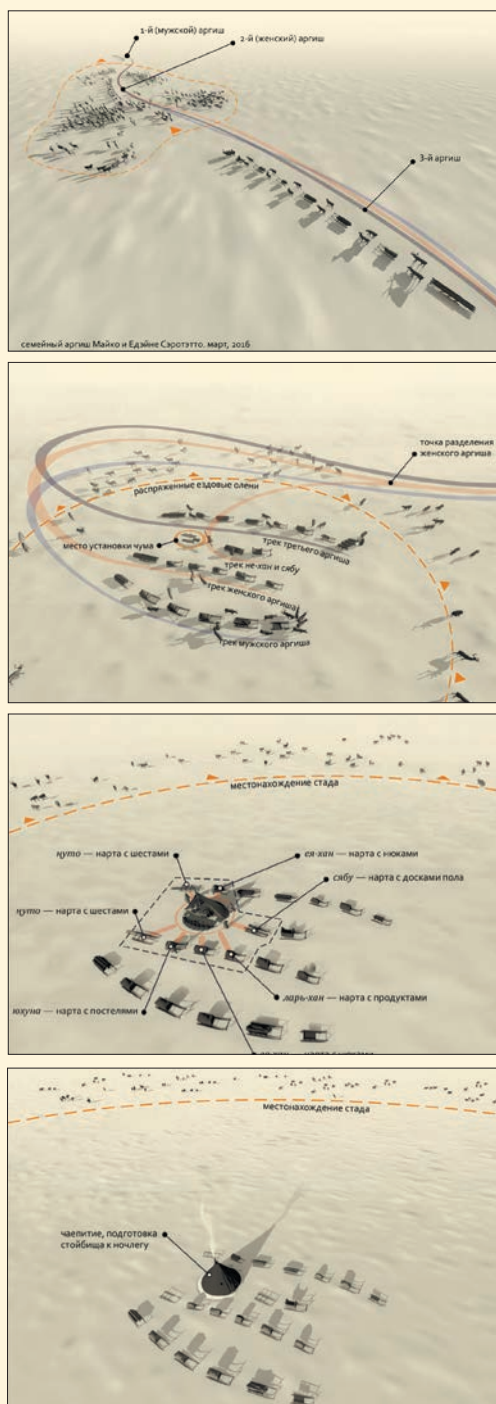 1-й (мужской) аргиш
2-й (женский) аргиш
3-й аргиш
семейный аргиш Майко и Едэйне Сэротэтто. март, 2016
точка разделения
женского аргиша
распряженные ездовые олени
место установки чума
трек третьего аргиша
трек не-хан и сябу
трек женского аргиша
трек мужского аргиша
местонахождение стада
нуто — нарта с шестами
ея-хан — нарта с нюками
сябу — нарта с досками пола
нуто — нарта с шестами
ларь-хан — нарта с продуктами
юхуна — нарта с постелями
местонахождение стада
чаепитие, подготовка
стойбища к ночлегу